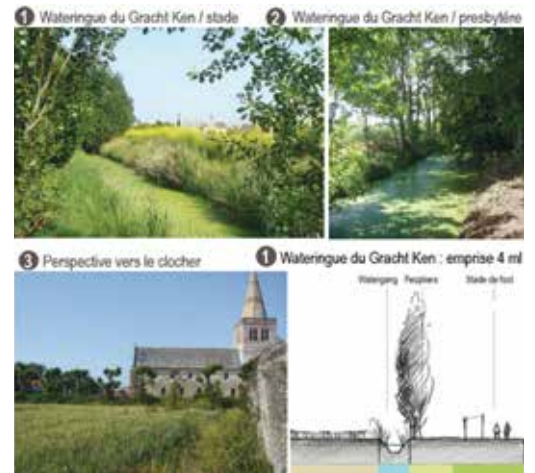 1 Wateringue du Gracht Ken / stade
2 Wateringue du Gracht Ken / presbytère
3 Perspective vers le clocher
1 Wateringue du Gracht Ken : emprise 4 ml
Watergang Peupliers Stade de foot